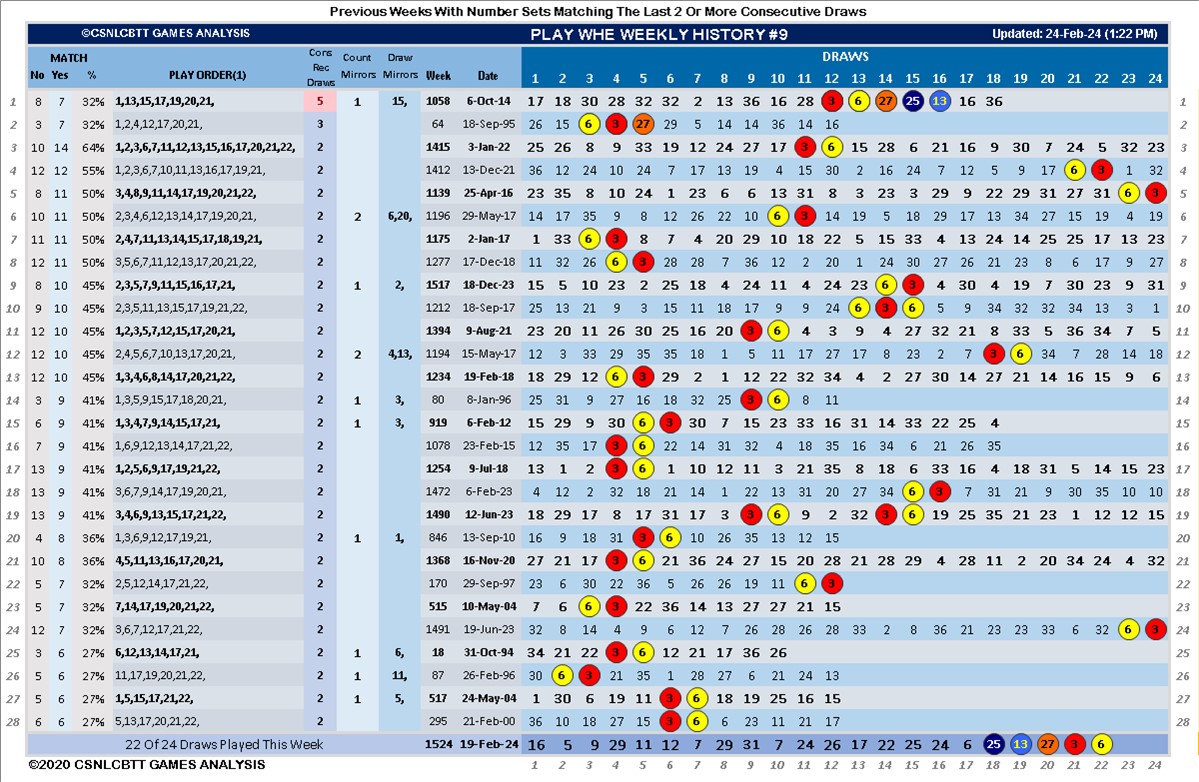 Previous Weeks With Number Sets Matching The Last 2 Or More Consecutive Draws
©CSNLCBTT GAMES ANALYSIS PLAY WHE WEEKLY HISTORY #9 Updated: 24-Feb-24 (1:22 PM)
MATCH Cons Rec Draws Count Mirrors Draw Mirrors DRAWS
No Yes % PLAY ORDER(1) Week Date 1 2 3 4 5 6 7 8 9 10 11 12 13 14 15 16 17 18 19 20 21 22 23 24
1 8 7 32% 1,13,15,17,19,20,21, 5 1 15, 1058 6-Oct-14 17 18 30 28 32 32 2 13 36 16 28 3 6 27 25 13 17 36 1
2 3 7 32% 1,2,4,12,17,20,21, 3 64 18-Sep-95 26 15 6 3 27 29 5 14 14 36 14 16 2
3 10 14 64% 1,2,3,6,7,11,12,13,15,16,17,20,21,22, 2 1415 3-Jan-22 25 26 8 9 33 19 12 24 27 17 3 6 15 28 6 21 16 9 30 7 24 5 32 23 3
4 12 12 55% 1,2,3,6,7,10,11,13,16,17,19,21, 2 1412 13-Dec-21 36 12 24 10 24 7 17 13 19 4 15 30 2 16 24 7 12 5 9 17 6 3 1 32 4
5 8 11 50% 3,4,8,9,11,14,17,19,20,21,22, 2 1139 25-Apr-16 23 35 8 10 24 1 23 6 6 13 31 8 3 23 3 29 9 22 29 31 27 31 6 3 5
6 10 11 50% 2,3,4,6,12,13,14,17,19,20,21, 2 2 6,20, 1196 29-May-17 14 17 35 9 8 12 26 22 10 6 3 14 19 5 18 29 17 13 34 27 15 19 4 19 6
7 11 11 50% 2,4,7,11,13,14,15,17,18,19,21, 2 1175 2-Jan-17 1 33 6 3 8 7 4 20 29 10 18 22 5 15 33 4 13 24 14 29 25 17 13 23 7
8 12 11 50% 3,5,6,7,11,12,13,19,20,21,22, 2 1277 17-Dec-18 11 32 26 6 3 28 28 7 36 12 2 20 1 24 30 27 26 21 23 8 6 17 9 27 8
9 8 10 45% 2,3,5,7,9,11,15,16,17,21, 2 1 2, 1517 18-Dec-23 15 5 10 23 2 25 18 4 24 11 4 24 23 6 3 4 30 4 19 7 30 23 9 31 9
10 9 10 45% 2,3,5,11,13,15,17,19,21,22, 2 1212 18-Sep-17 25 13 21 9 3 15 11 18 17 9 9 24 6 3 6 5 9 34 32 22 34 13 3 1 10
11 12 10 45% 1,2,3,5,7,12,15,17,20,21, 2 1394 9-Aug-21 23 20 11 26 30 25 16 20 3 6 4 3 9 4 27 32 21 8 33 5 36 34 7 5 11
12 12 10 45% 2,4,5,6,7,10,13,17,20,21, 2 2 4,13, 1194 15-May-17 12 3 33 29 35 35 18 1 5 11 17 27 17 8 23 2 7 3 6 34 7 28 14 18 12
13 12 10 45% 1,3,4,6,8,14,17,20,21,22, 2 1234 19-Feb-18 18 29 12 6 3 29 2 1 12 22 32 34 4 2 27 30 14 27 21 14 16 15 9 6 13
14 3 9 41% 1,3,5,9,15,17,18,20,21, 2 1 3, 80 8-Jan-96 25 31 9 27 16 18 32 25 3 6 8 11 14
15 6 9 41% 1,3,4,7,9,14,15,17,21, 2 1 3, 919 6-Feb-12 15 29 9 30 6 3 30 7 15 23 33 16 31 14 33 22 25 4 15
16 7 9 41% 1,6,9,12,13,14,17,21,22, 2 1078 23-Feb-15 12 35 17 3 6 22 14 31 32 4 18 35 16 34 6 21 26 35 16
17 13 9 41% 1,2,5,6,9,17,19,21,22, 2 1254 9-Jul-18 13 1 2 3 6 1 10 12 11 3 21 35 8 18 6 33 16 4 18 31 5 14 15 23 17
18 13 9 41% 3,6,7,9,14,17,19,20,21, 2 1472 6-Feb-23 4 12 2 32 18 21 14 1 22 13 31 20 27 34 6 3 7 31 21 9 30 35 10 10 18
19 13 9 41% 3,4,6,9,13,15,17,21,22, 2 1490 12-Jun-23 18 29 17 8 17 31 17 3 3 6 9 2 32 3 6 19 25 35 21 23 1 12 12 15 19
20 4 8 36% 1,3,6,9,12,17,19,21, 2 1 1, 846 13-Sep-10 16 9 18 31 3 6 10 26 35 13 12 15 20
21 10 8 36% 4,5,11,13,16,17,20,21, 2 1368 16-Nov-20 27 21 17 3 6 21 36 24 27 15 20 28 21 28 29 4 28 11 2 20 34 24 4 32 21
22 5 7 32% 2,5,12,14,17,21,22, 2 170 29-Sep-97 23 6 30 22 36 5 26 26 19 11 6 3 22
23 5 7 32% 7,14,17,19,20,21,22, 2 515 10-May-04 7 6 6 3 22 36 14 13 27 27 21 15 23
24 12 7 32% 3,6,7,12,17,21,22, 2 1491 19-Jun-23 32 8 14 4 9 6 12 7 26 28 26 28 33 2 8 36 21 23 23 33 6 32 6 3 24
25 3 6 27% 6,12,13,14,17,21, 2 1 6, 18 31-Oct-94 34 21 22 3 6 12 21 17 36 26 25
26 5 6 27% 11,17,19,20,21,22, 2 1 11, 87 26-Feb-96 30 6 3 21 35 1 28 27 6 21 24 13 26
27 5 6 27% 1,5,15,17,21,22, 2 1 5, 517 24-May-04 1 30 6 19 11 3 6 18 19 25 16 15 27
28 6 6 27% 5,13,17,20,21,22, 2 295 21-Feb-00 36 10 18 27 15 3 6 7 23 11 21 17 28
22 Of 24 Draws Played This Week 1524 19-Feb-24 16 5 9 29 11 12 7 29 31 7 24 26 17 22 25 24 6 25 13 27 3 6
©2020 CSNLCBTT GAMES ANALYSIS 1 2 3 4 5 6 7 8 9 10 11 12 13 14 15 16 17 18 19 20 21 22 23 24